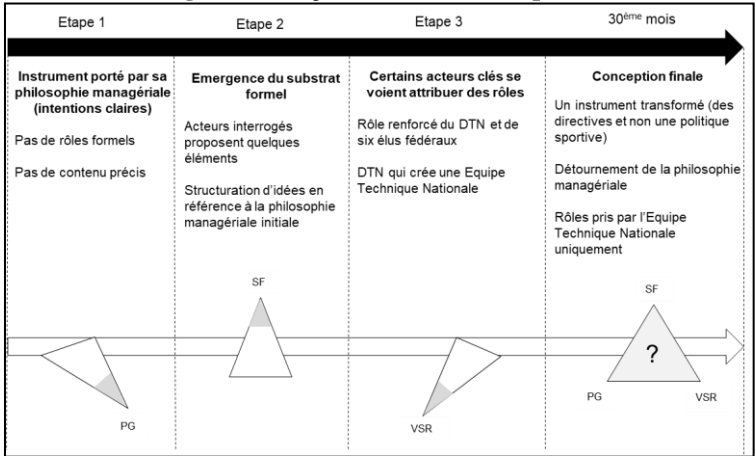 Etape 1
Etape 2
Etape 3
30ème mois
Instrument porté par sa
philosophie managériale
(intentions claires)
Pas de rôles formels
Pas de contenu précis
Emergence du substrat
formel
Acteurs interrogés
proposent quelques
éléments
Structuration d'idées en
référence à la philosophie
managériale initiale
Certains acteurs clés se
voient attribuer des rôles
Rôle renforcé du DTN et de
six élus fédéraux
DTN qui crée une Equipe
Technique Nationale
Conception finale
Un instrument transformé (des
directives et non une politique
sportive)
Détournement de la philosophie
managériale
Rôles pris par l'Equipe
Technique Nationale
uniquement
PG
SF
VSR
SF
?
PG
VSR